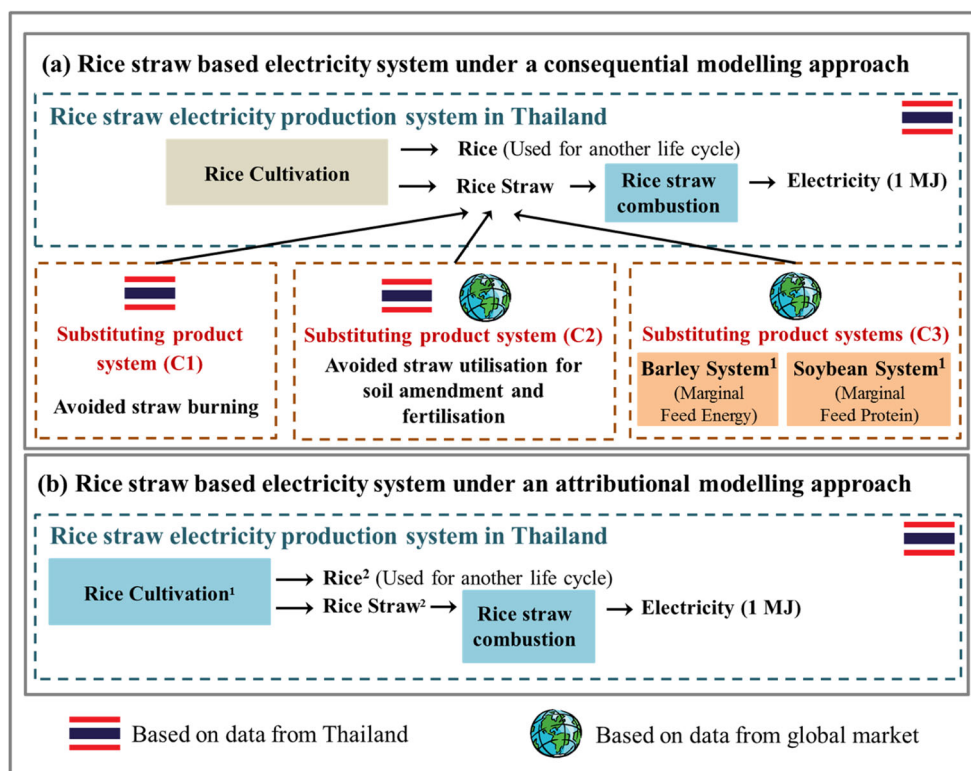 (a) Rice straw based electricity system under a consequential modelling approach
Rice straw electricity production system in Thailand
Rice Cultivation
Rice (Used for another life cycle)
Rice Straw
Rice straw
combustion
Electricity (1 MJ)
Substituting product
system (C1)
Avoided straw burning
Substituting product system (C2)
Avoided straw utilisation for
soil amendment and
fertilisation
Substituting product systems (C3)
Barley System¹
(Marginal
Feed Energy)
Soybean System¹
(Marginal
Feed Protein)
(b) Rice straw based electricity system under an attributional modelling approach
Rice straw electricity production system in Thailand
Rice Cultivation¹
Rice² (Used for another life cycle)
Rice Straw²
Rice straw
combustion
Electricity (1 MJ)
Based on data from Thailand
Based on data from global market